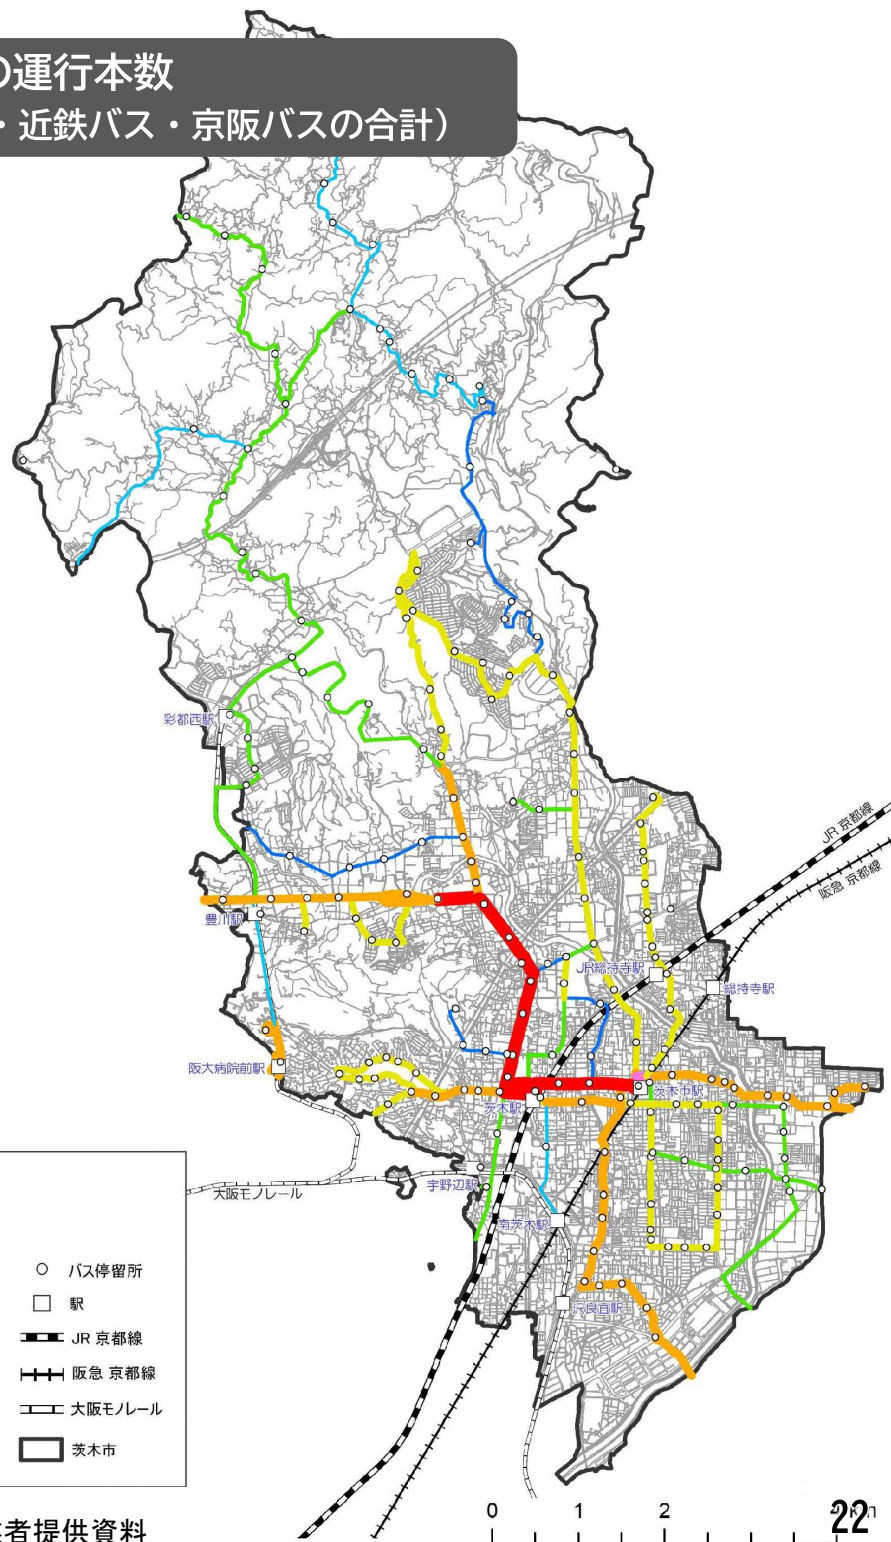 の運行本数
・近鉄バス・京阪バスの合計）
彩都西駅
JR 京都線
阪急 京都線
豊川駅
JR総持寺駅
総持寺駅
阪大病院前駅
茨木市駅
茨木駅
宇野辺駅
大阪モノレール
南茨木駅
沢良宜駅
バス停留所
駅
JR 京都線
阪急 京都線
大阪モノレール
茨木市
者提供資料
0 1 2
22